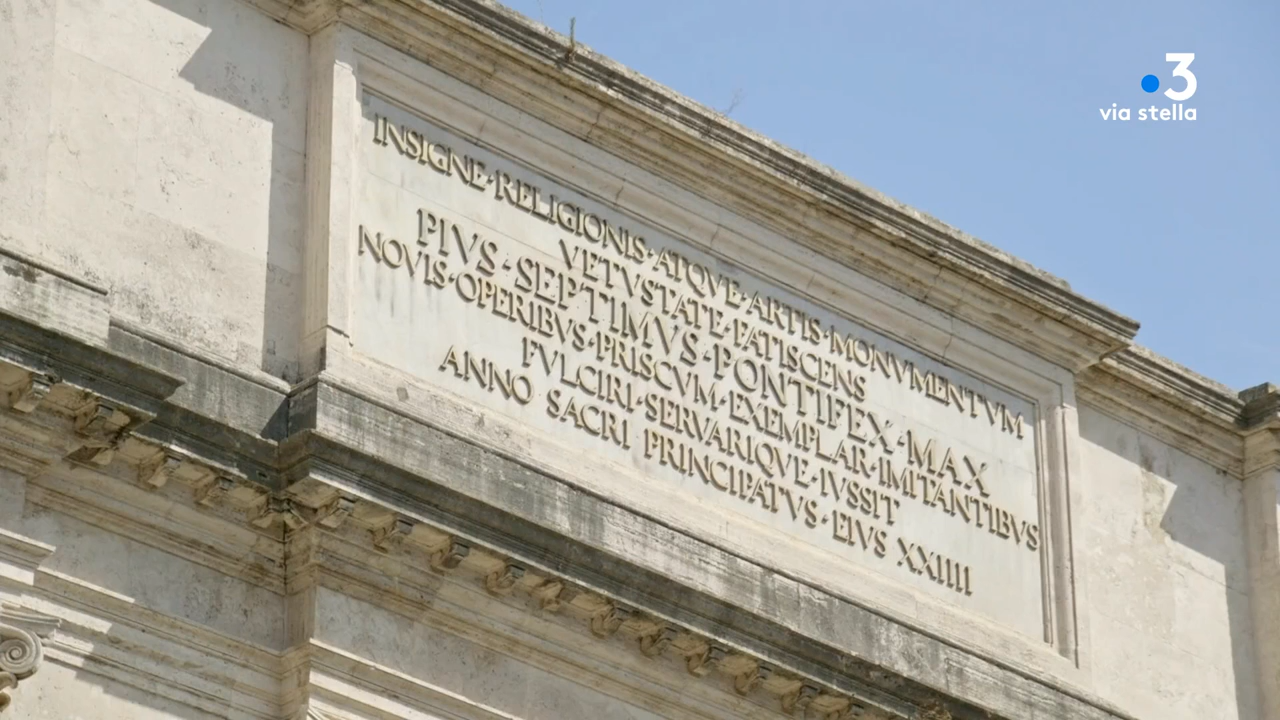 INSIGNE·RELIGIONIS·ATQVE·ARTIS·MONVMENTVM
VETVSTATE·FATISCENS
PIVS·SEPTIMVS·PONTIFEX·MAX
NOVIS·OPERIBVS·PRISCVM·EXEMPLAR·IMITANTIBVS
FVLCIRI·SERVARIQVE·IVSSIT
ANNO SACRI PRINCIPATVS·EIVS XXIIII
3
via stella